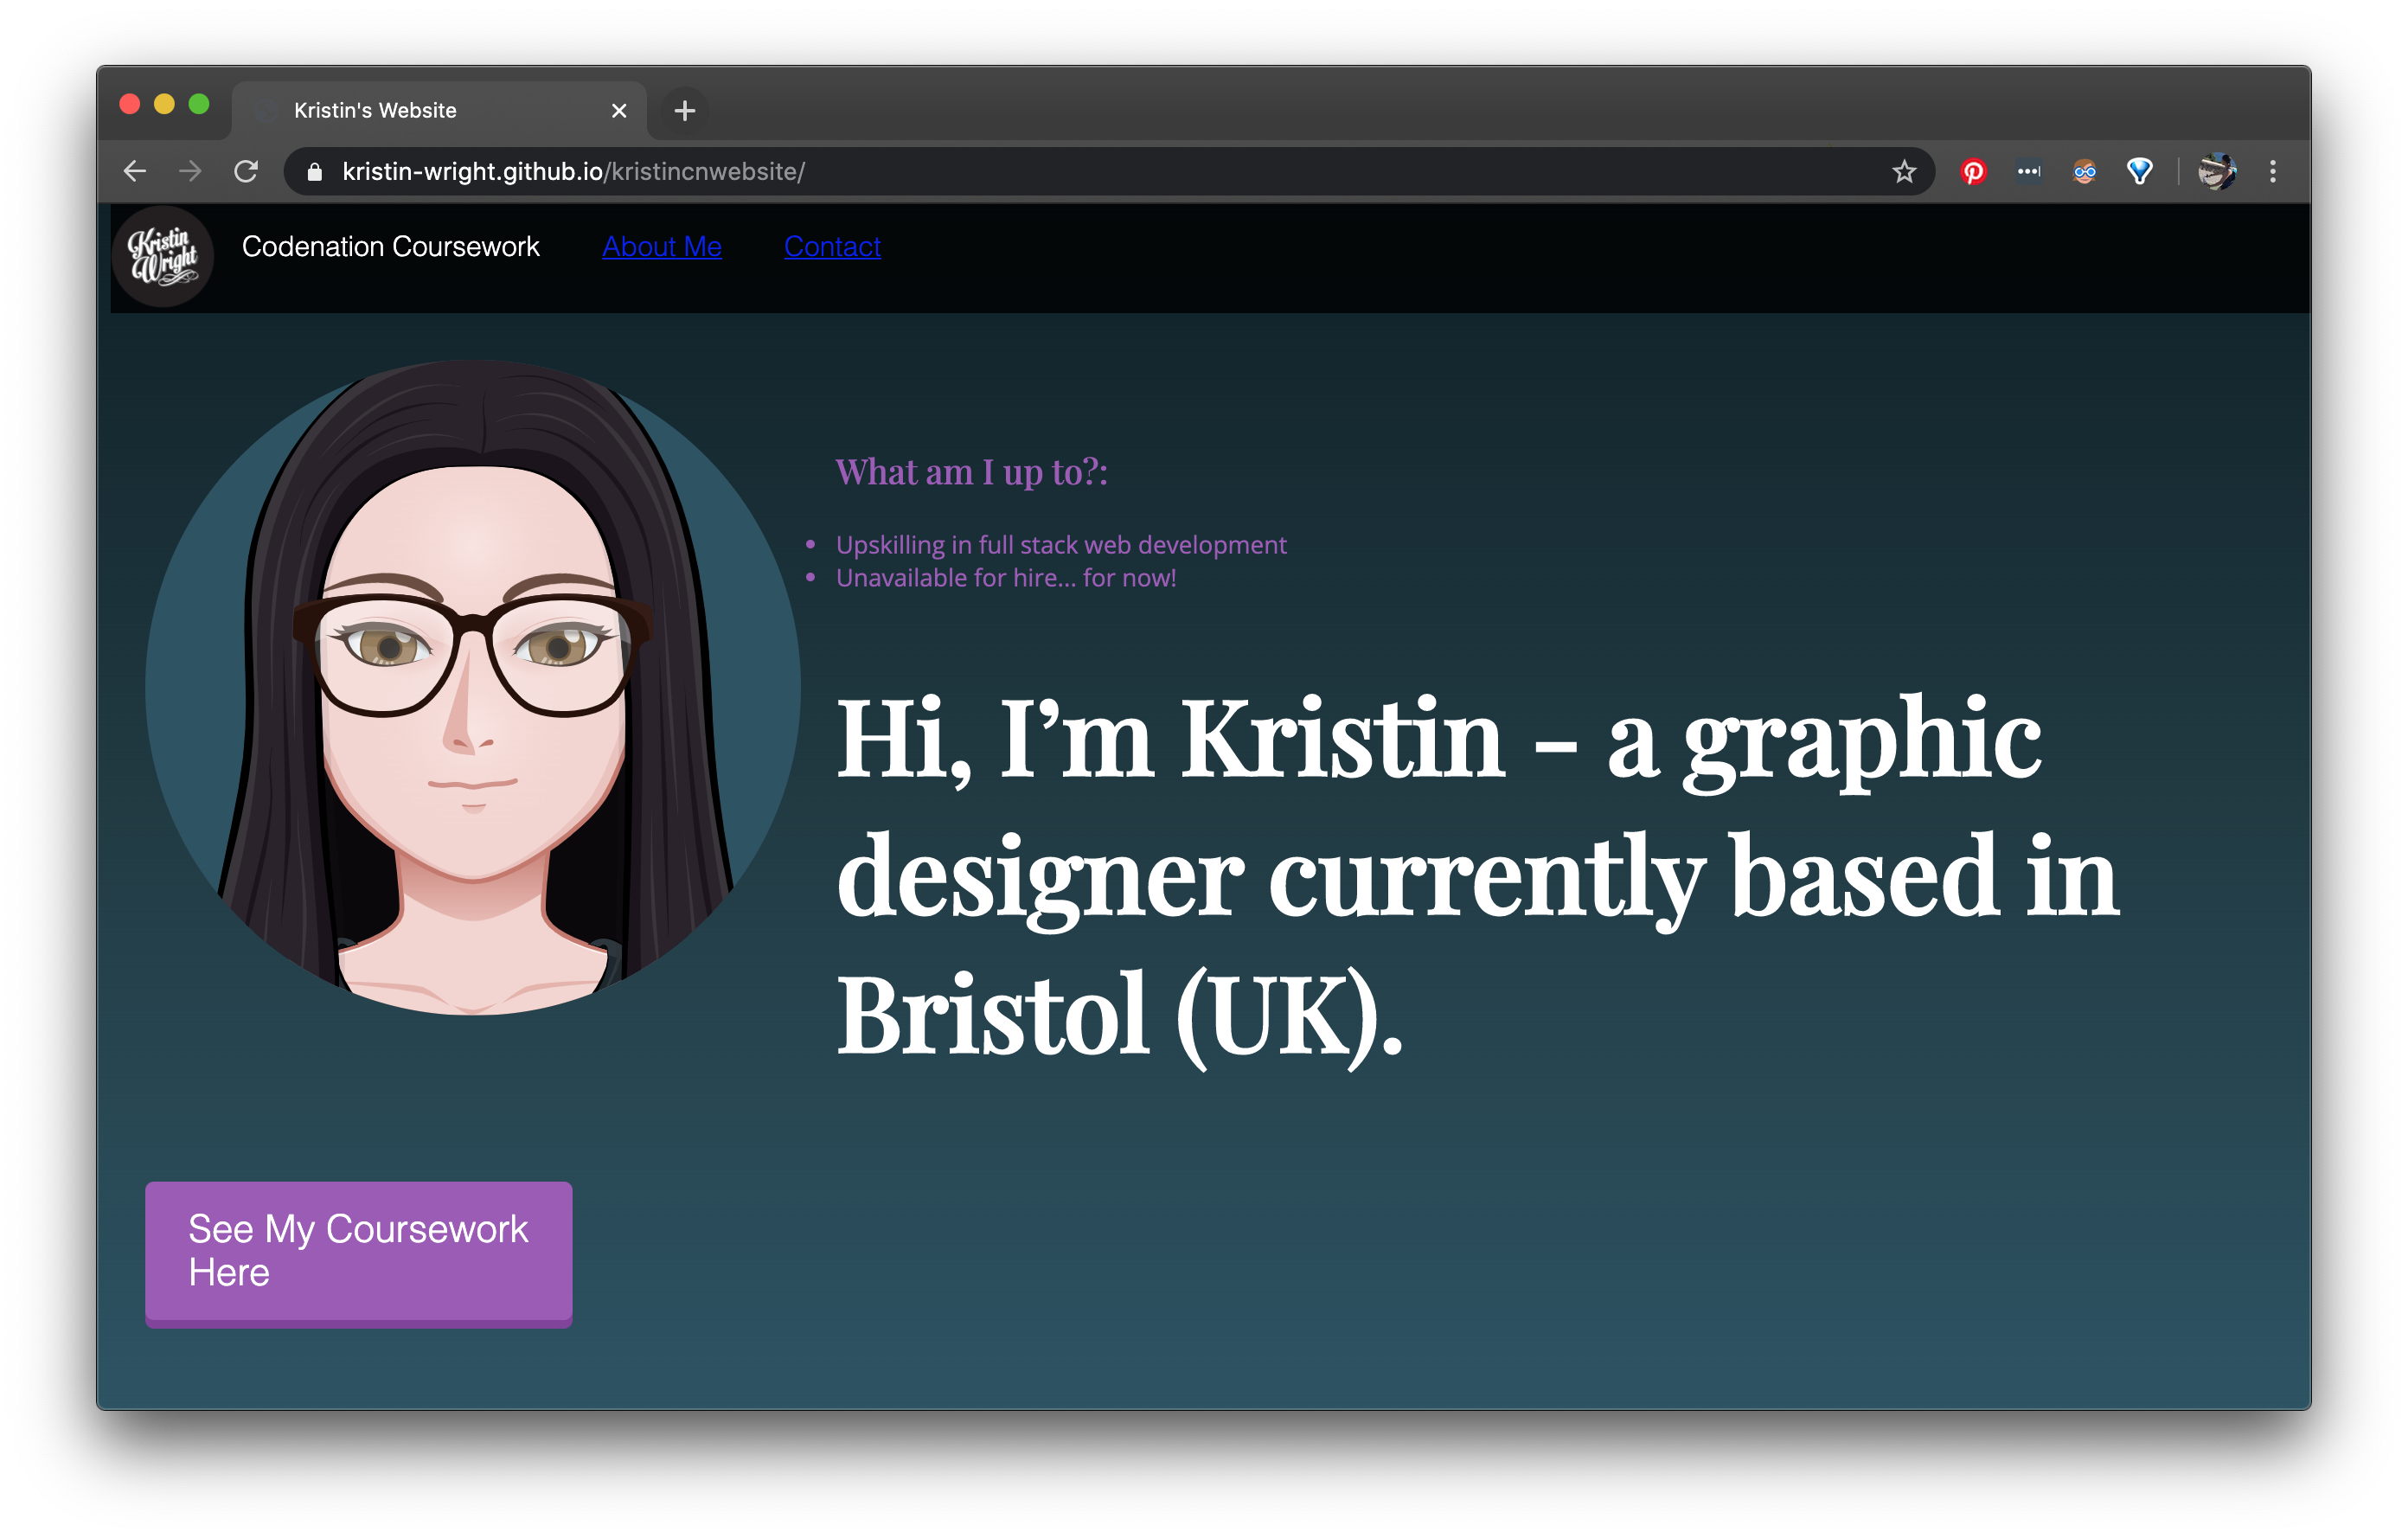 Kristin's Website
kristin-wright.github.io/kristincnwebsite/
Kristin
Wright
Codenation Coursework About Me Contact
What am I up to?:
Upskilling in full stack web development
Unavailable for hire... for now!
Hi, I’m Kristin – a graphic
designer currently based in
Bristol (UK).
See My Coursework
Here